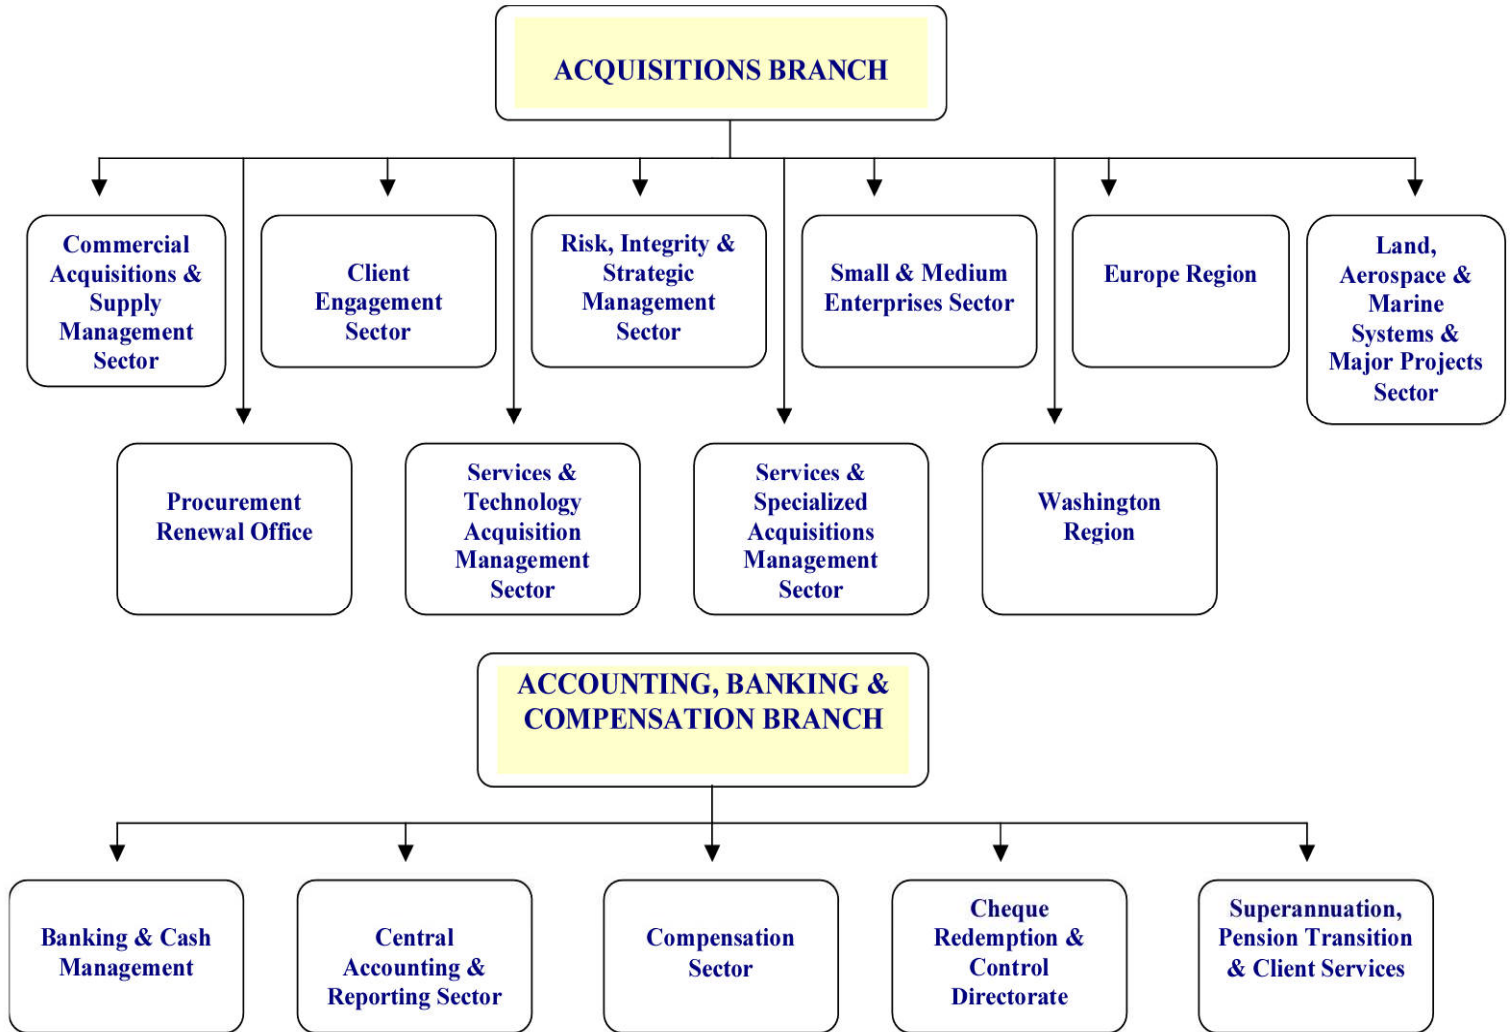 ACQUISITIONS BRANCH
Commercial
Acquisitions &
Supply
Management
Sector
Client
Engagement
Sector
Risk, Integrity &
Strategic
Management
Sector
Small & Medium
Enterprises Sector
Europe Region
Land,
Aerospace &
Marine
Systems &
Major Projects
Sector
Procurement
Renewal Office
Services &
Technology
Acquisition
Management
Sector
Services &
Specialized
Acquisitions
Management
Sector
Washington
Region
ACCOUNTING, BANKING &
COMPENSATION BRANCH
Banking & Cash
Management
Central
Accounting &
Reporting Sector
Compensation
Sector
Cheque
Redemption &
Control
Directorate
Superannuation,
Pension Transition
& Client Services